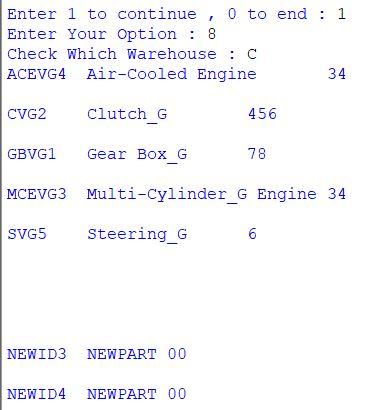 Enter 1 to continue , 0 to end : 1
Enter Your Option : 8
Check Which Warehouse : C
ACEVG4 Air-Cooled Engine 34
CVG2 Clutch_G 456
GBVG1 Gear Box_G 78
MCEVG3 Multi-Cylinder_G Engine 34
SVG5 Steering_G 6
NEWID3 NEWPART 00
NEWID4 NEWPART 00